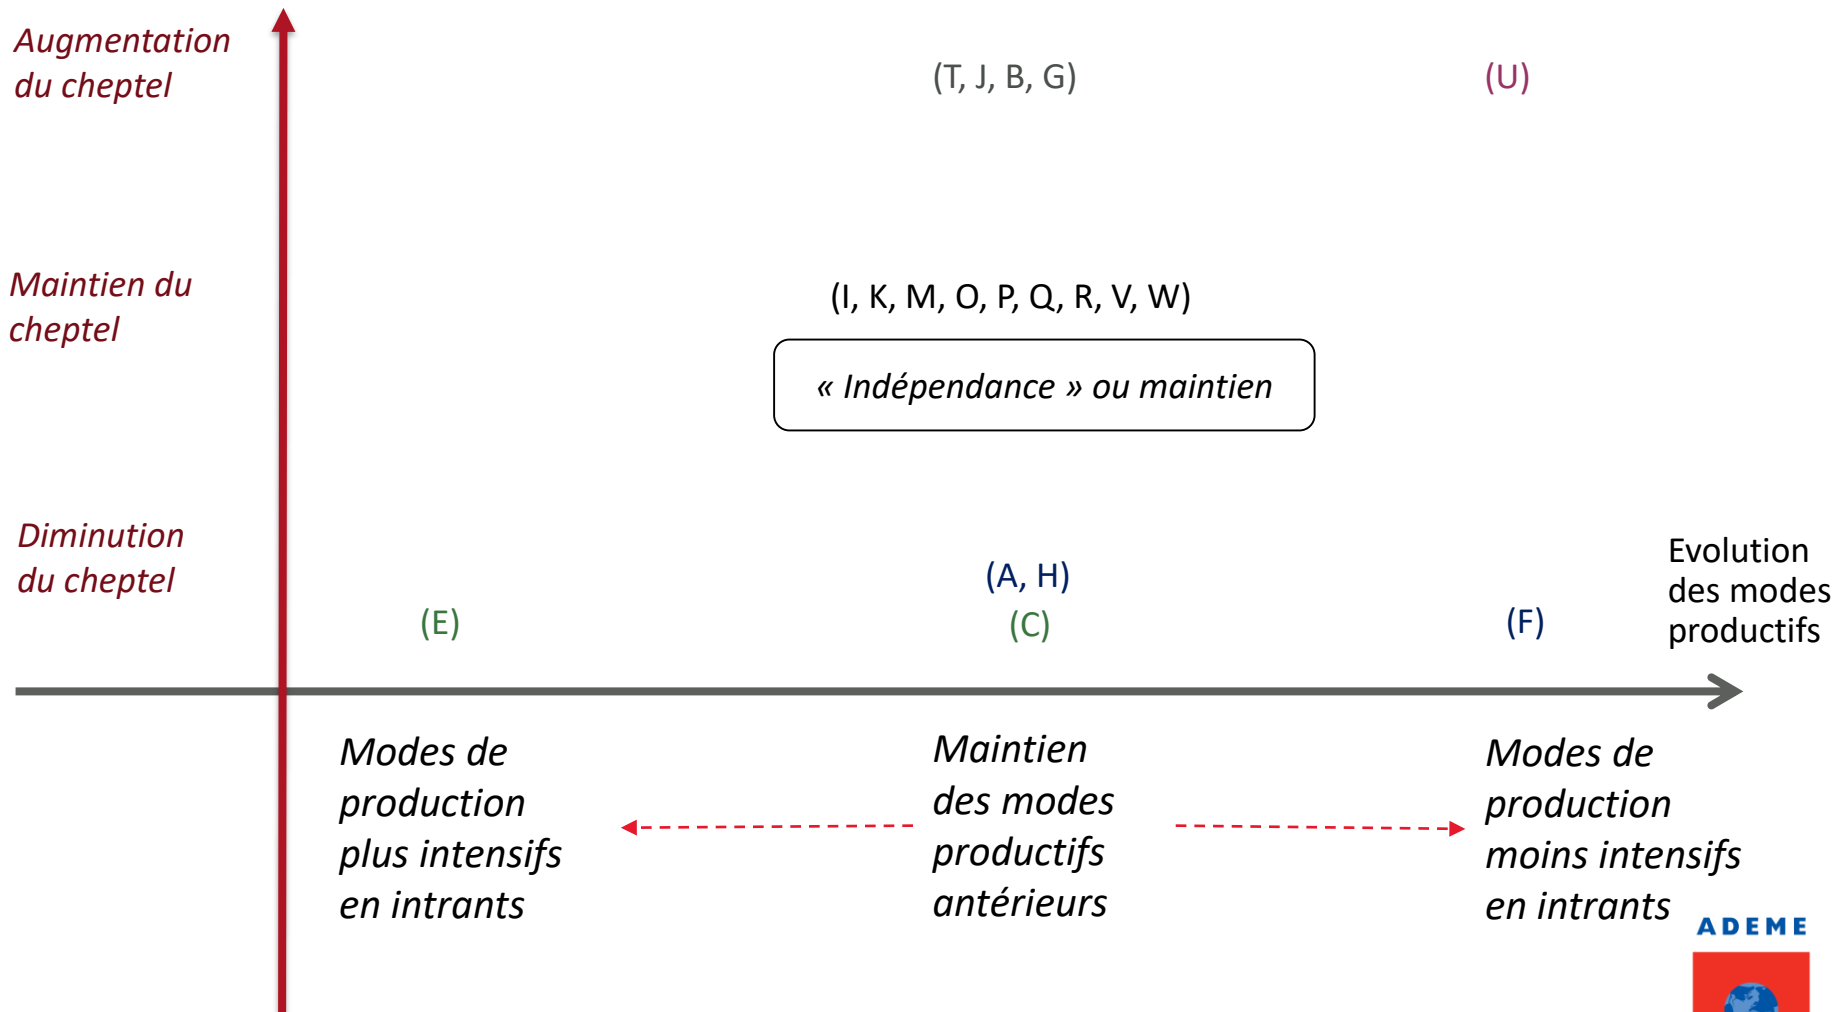 Augmentation
du cheptel
(T, J, B, G)
(U)
Maintien du
cheptel
(I, K, M, O, P, Q, R, V, W)
« Indépendance » ou maintien
Diminution
du cheptel
(E)
(A, H)
(C)
(F)
Evolution
des modes
productifs
Modes de
production
plus intensifs
en intrants
Maintien
des modes
productifs
antérieurs
Modes de
production
moins intensifs
en intrants
ADEME